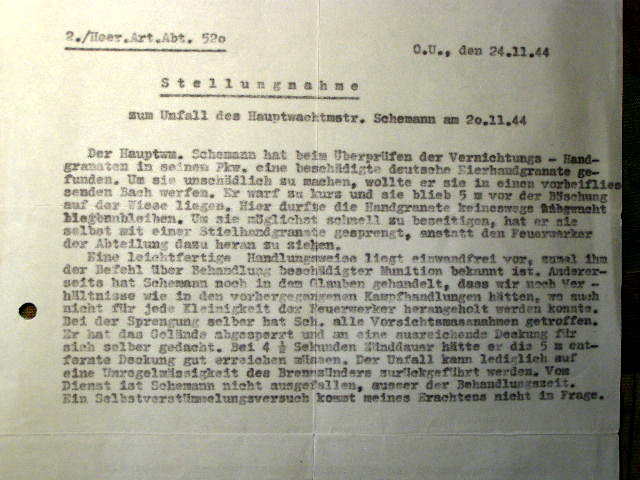 2./Heer.Art.Abt. 520
O.U., den 24.11.44
Stellungnahme
zum Unfall des Hauptwachtmstr. Schemann am 20.11.44
Der Hauptwm. Schemann hat beim Überprüfen der Vernichtungs - Hand-
granaten in seinem Pkw. eine beschädigte deutsche Eierhandgranate ge-
funden. Um sie unschädlich zu machen, wollte er sie in einen vorbeiflies
senden Bach werfen. Er warf zu kurz und sie blieb 5 m vor der Böschung
auf der Wiese liegen. Hier durfte die Handgranate keineswegs
Um sie möglichst schnell zu beseitigen, hat er sie
selbst mit einer Stielhandgranate gesprengt, anstatt den Feuerwerker
der Abteilung dazu heran zu ziehen.
Eine leichtfertige Handlungsweise liegt einwandfrei vor, zumal ihm
der Befehl über Behandlung beschädigter Munition bekannt ist. Anderer-
seits hat Schemann noch in dem Glauben gehandelt, dass wir noch Ver -
hältnisse wie in den vorhergegangenen Kampfhandlungen hätten, wo auch
nicht für jede Kleinigkeit der Feuerwerker herangeholt werden konnte.
Bei der Sprengung selber hat Sch. alle Vorsichtsmassnahmen getroffen.
Er hat das Gelände abgesperrt und an eine ausreichende Deckung für
sich selber gedacht. Bei 4 ½ Sekunden Zünddauer hätte er die 5 m ent-
fernte Deckung gut erreichen müssen. Der Unfall kann lediglich auf
eine Unregelmässigkeit des Brennzünders zurückgeführt werden. Vom
Dienst ist Schemann nicht ausgefallen, ausser der Behandlungszeit.
Ein Selbstverstümmelungsversuch kommt meines Erachtens nicht in Frage.